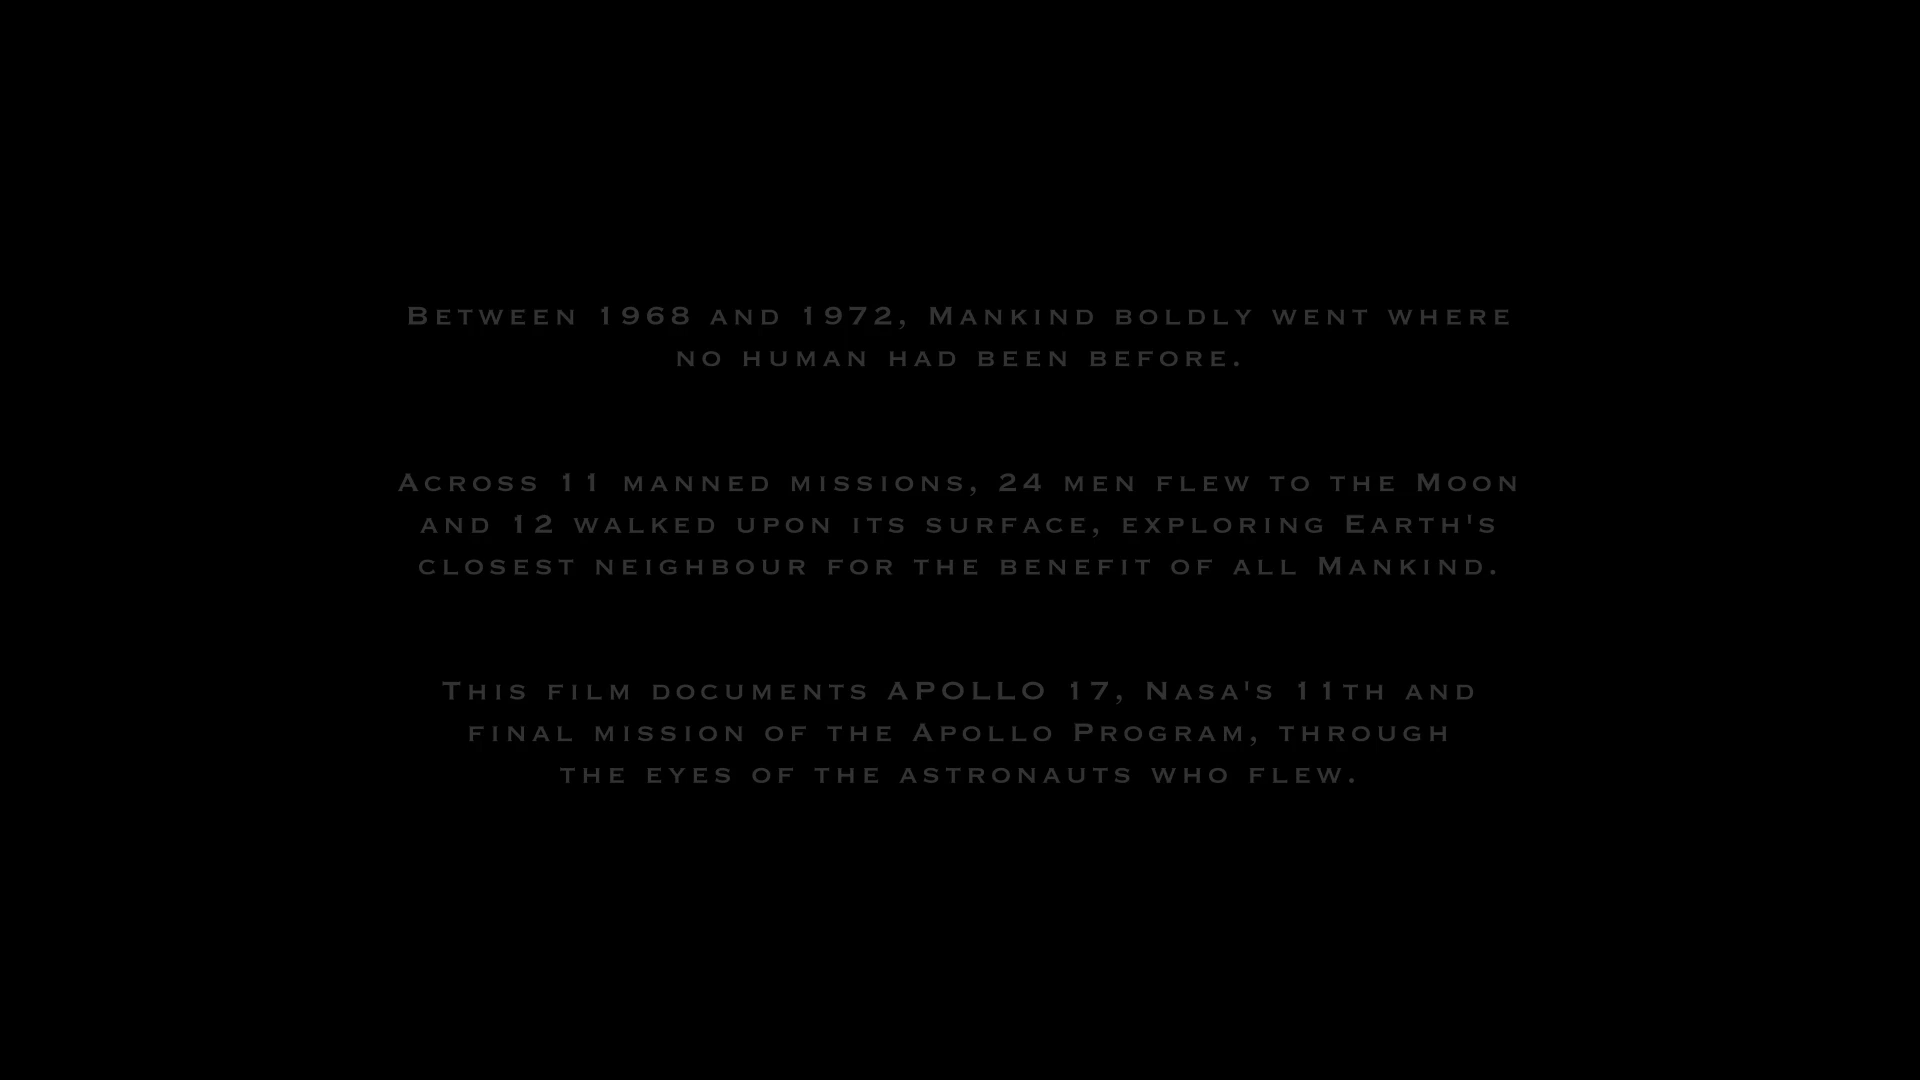 Between 1968 and 1972, Mankind boldly went where
no human had been before.
Across 11 manned missions, 24 men flew to the Moon
and 12 walked upon its surface, exploring Earth's
closest neighbour for the benefit of all Mankind.
This film documents APOLLO 17, Nasa's 11th and
final mission of the Apollo Program, through
the eyes of the astronauts who flew.